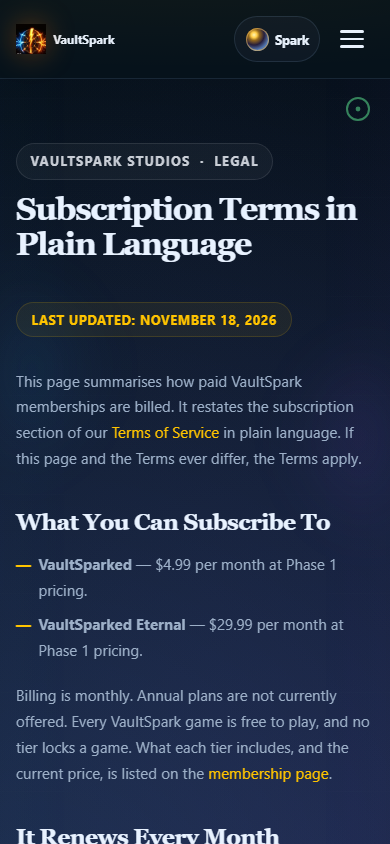 VaultSpark
Spark
VAULTSPARK STUDIOS · LEGAL
Subscription Terms in
Plain Language
LAST UPDATED: NOVEMBER 18, 2026
This page summarises how paid VaultSpark
memberships are billed. It restates the subscription
section of our Terms of Service in plain language. If
this page and the Terms ever differ, the Terms apply.
What You Can Subscribe To
— VaultSparked — $4.99 per month at Phase 1
pricing.
— VaultSparked Eternal — $29.99 per month at
Phase 1 pricing.
Billing is monthly. Annual plans are not currently
offered. Every VaultSpark game is free to play, and no
tier locks a game. What each tier includes, and the
current price, is listed on the membership page.
It Renews Every Month